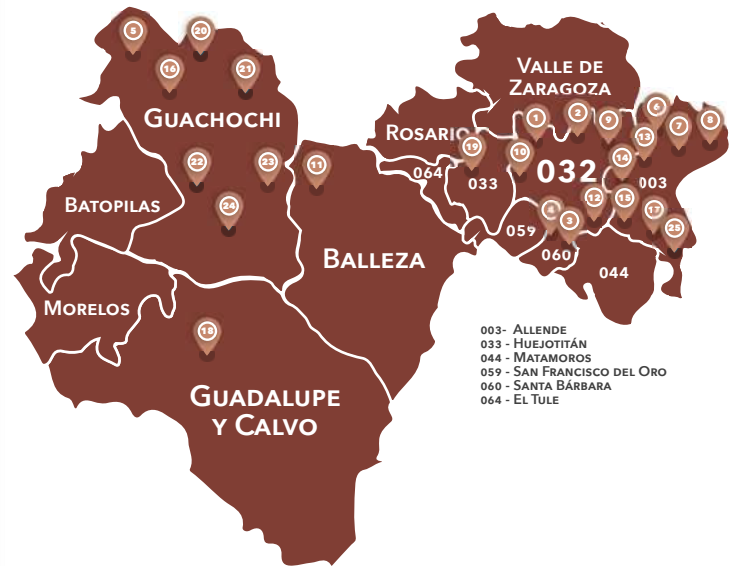 5
20
16
21
GUACHOCHI
VALLE DE
ZARAGOZA
ROSARIO
1
2
9
6
7
8
13
19
10
14
064
033
032
003
22
23
11
24
BATOPILAS
12
15
4
3
17
25
059
060
044
BALLEZA
MORELOS
18
GUADALUPE
Y CALVO
003- ALLENDE
033 - HUEJOTITÁN
044 - MATAMOROS
059 - SAN FRANCISCO DEL ORO
060 - SANTA BÁRBARA
064 - EL TULE